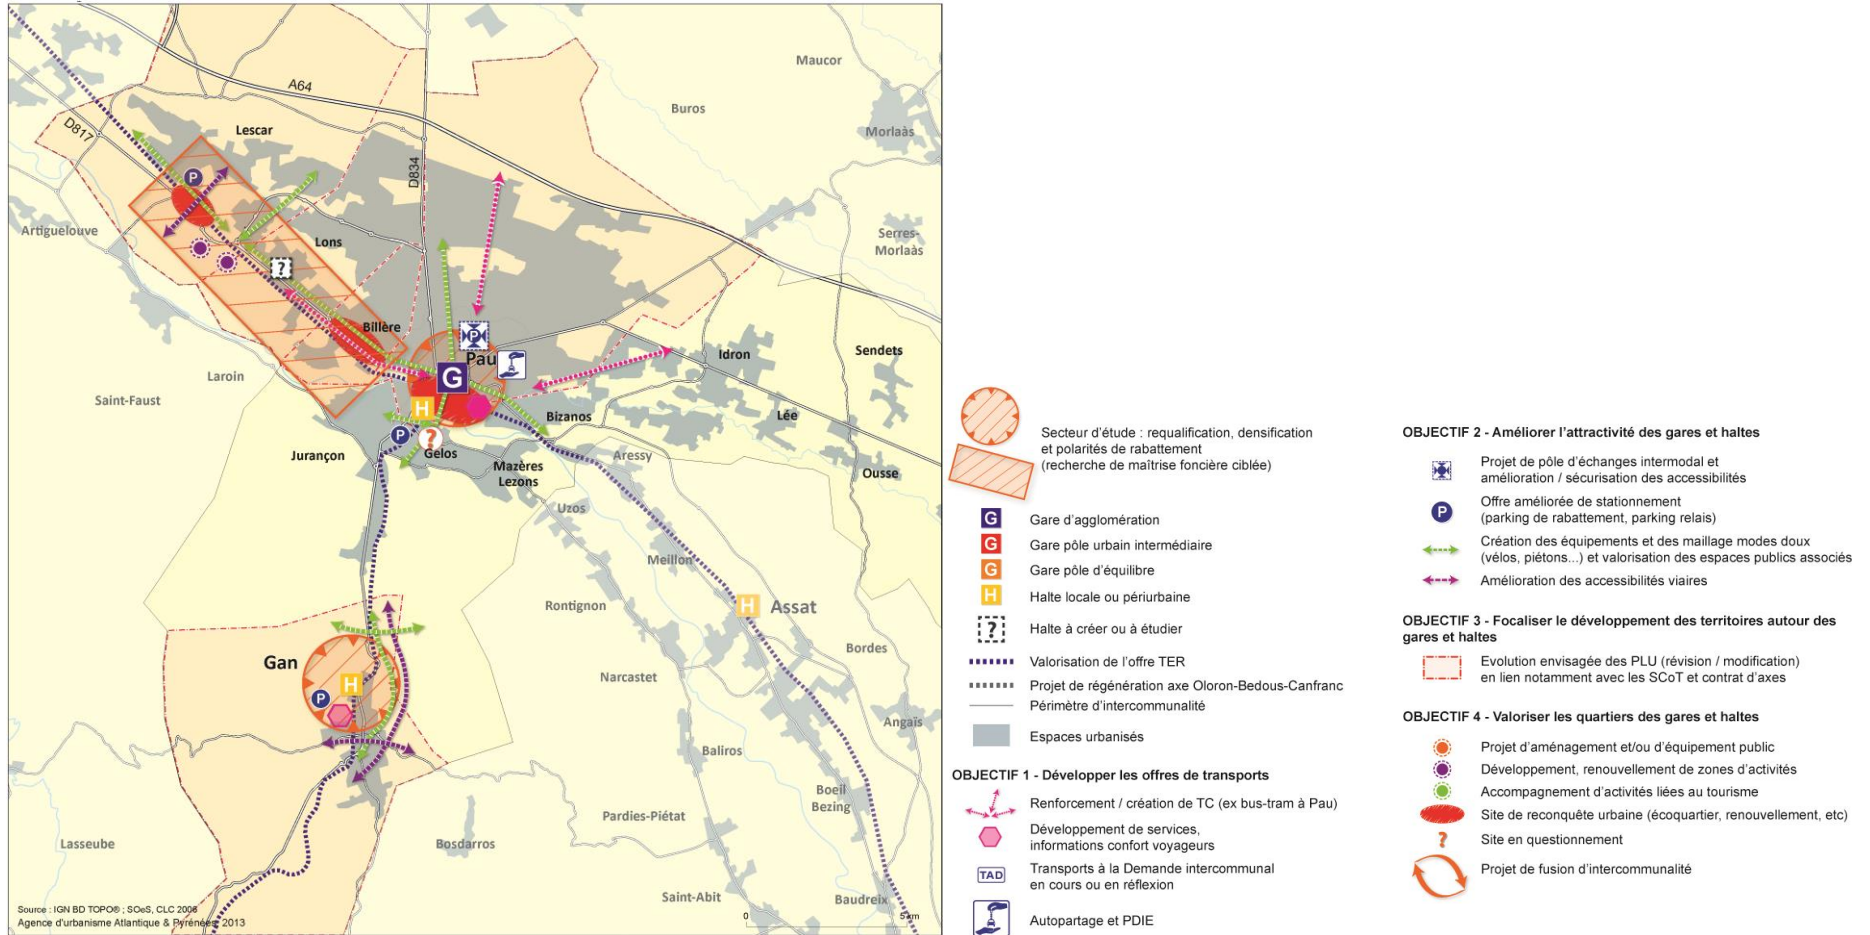 Maucor
A64
Buros
D817
Lescar
Morlaàs
D834
P
Artiguelouve
Lons
Serres-
Morlaàs
?
Billère
P
Pau
Idron
Sendets
Laroin
G
Saint-Faust
H
Bizanos
Lée
P
?
Jurançon
Gelos
Aressy
Mazères
Lezons
Ousse
Uzos
Meillon
Rontignon
H
Assat
Bordes
Gan
Narcastet
H
P
Angaïs
Baliros
Boeil
Bezing
Pardies-Piétat
Lasseube
Bosdarros
Saint-Abit
Baudreix
Source : IGN BD TOPO® ; SOeS, CLC 2006
Agence d'urbanisme Atlantique & Pyrénées, 2013
0
5 km
Secteur d'étude : requalification, densification
et polarités de rabattement
(recherche de maîtrise foncière ciblée)
G Gare d'agglomération
G Gare pôle urbain intermédiaire
G Gare pôle d'équilibre
H Halte locale ou périurbaine
? Halte à créer ou à étudier
Valorisation de l'offre TER
Projet de régénération axe Oloron-Bedous-Canfranc
Périmètre d'intercommunalité
Espaces urbanisés
OBJECTIF 1 - Développer les offres de transports
Renforcement / création de TC (ex bus-tram à Pau)
Développement de services,
informations confort voyageurs
TAD Transports à la Demande intercommunal
en cours ou en réflexion
Autopartage et PDIE
OBJECTIF 2 - Améliorer l'attractivité des gares et haltes
Projet de pôle d'échanges intermodal et
amélioration / sécurisation des accessibilités
P Offre améliorée de stationnement
(parking de rabattement, parking relais)
Création des équipements et des maillage modes doux
(vélos, piétons...) et valorisation des espaces publics associés
Amélioration des accessibilités viaires
OBJECTIF 3 - Focaliser le développement des territoires autour des
gares et haltes
Evolution envisagée des PLU (révision / modification)
en lien notamment avec les SCoT et contrat d'axes
OBJECTIF 4 - Valoriser les quartiers des gares et haltes
Projet d'aménagement et/ou d'équipement public
Développement, renouvellement de zones d'activités
Accompagnement d'activités liées au tourisme
Site de reconquête urbaine (écoquartier, renouvellement, etc)
? Site en questionnement
Projet de fusion d'intercommunalité